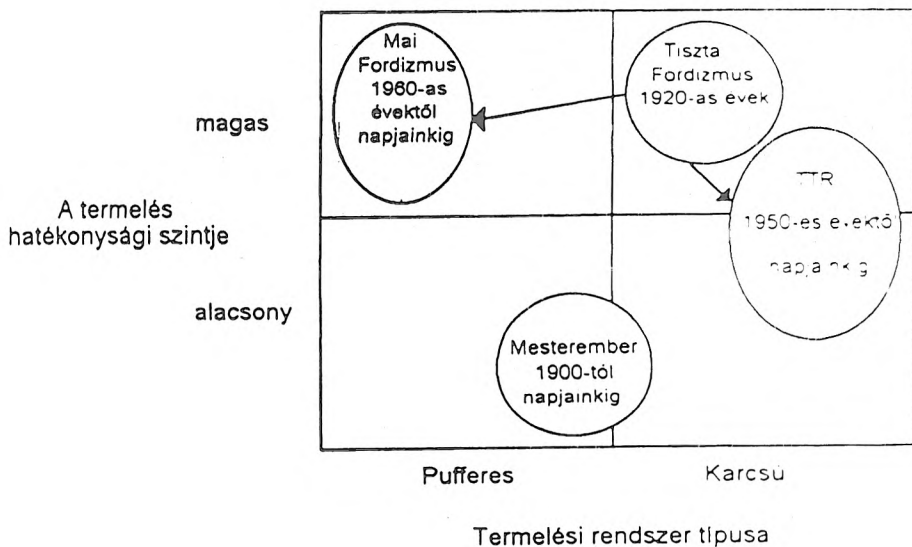 Mai
Fordizmus
1960-as
évektől
napjainkig
Tiszta
Fordizmus
1920-as évek
magas
TTR
1950-es évektől
napjainkig
A termelés
hatékonysági szintje
alacsony
Mesterember
1900-tól
napjainkig
Pufferes
Karcsú
Termelési rendszer típusa